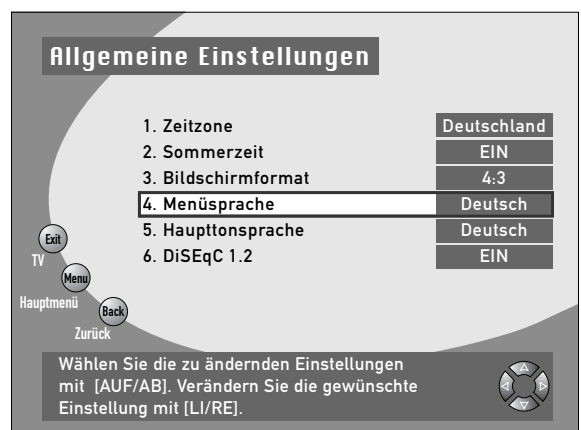 Allgemeine Einstellungen
1. Zeitzone Deutschland
2. Sommerzeit EIN
3. Bildschirmformat 4:3
4. Menüsprache Deutsch
5. Haupttonsprache Deutsch
6. DiSEqC 1.2 EIN
Exit
TV
Menu
Hauptmenü
Back
Zurück
Wählen Sie die zu ändernden Einstellungen
mit [AUF/AB]. Verändern Sie die gewünschte
Einstellung mit [LI/RE].